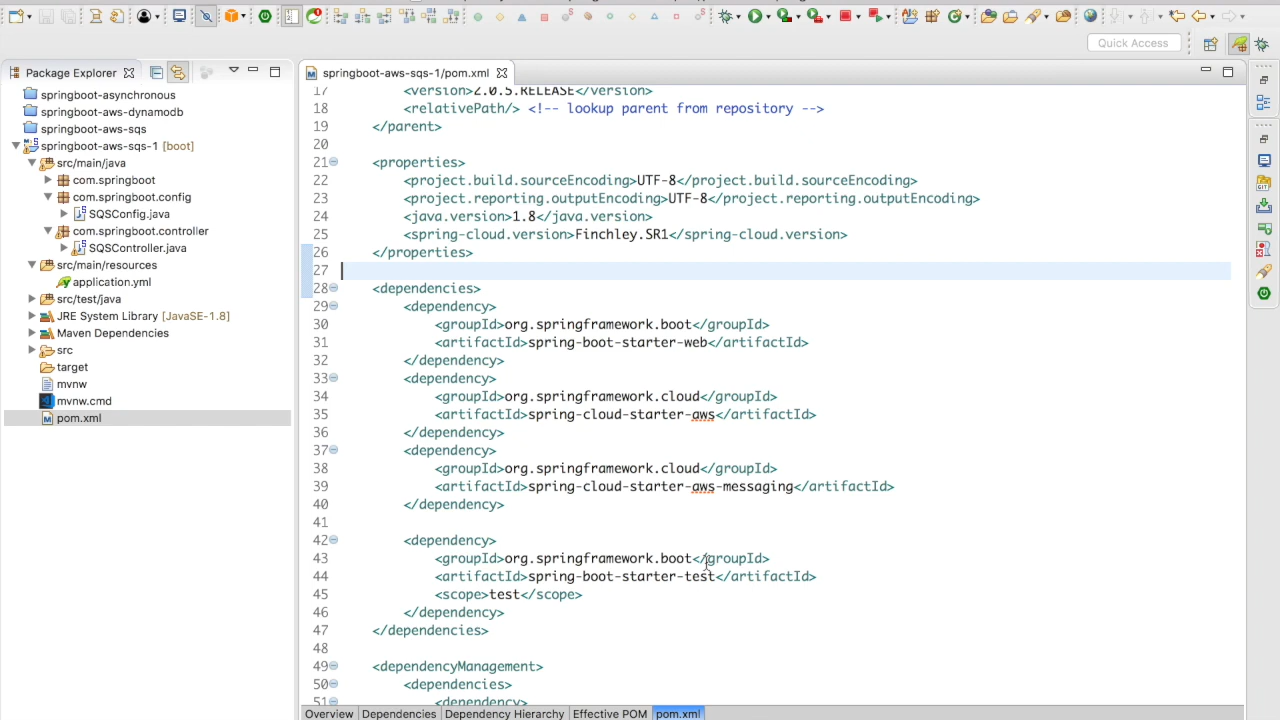 Quick Access
Package Explorer
springboot-asynchronous
springboot-aws-dynamodb
springboot-aws-sqs
springboot-aws-sqs-1 [boot]
src/main/java
com.springboot
com.springboot.config
SQSConfig.java
com.springboot.controller
SQSController.java
src/main/resources
application.yml
src/test/java
JRE System Library [JavaSE-1.8]
Maven Dependencies
src
target
mvnw
mvnw.cmd
pom.xml
springboot-aws-sqs-1/pom.xml
17 <version>2.0.5.RELEASE</version>
18 <relativePath/> <!-- lookup parent from repository -->
19 </parent>
20
21 <properties>
22 <project.build.sourceEncoding>UTF-8</project.build.sourceEncoding>
23 <project.reporting.outputEncoding>UTF-8</project.reporting.outputEncoding>
24 <java.version>1.8</java.version>
25 <spring-cloud.version>Finchley.SR1</spring-cloud.version>
26 </properties>
27
28 <dependencies>
29 <dependency>
30 <groupId>org.springframework.boot</groupId>
31 <artifactId>spring-boot-starter-web</artifactId>
32 </dependency>
33 <dependency>
34 <groupId>org.springframework.cloud</groupId>
35 <artifactId>spring-cloud-starter-aws</artifactId>
36 </dependency>
37 <dependency>
38 <groupId>org.springframework.cloud</groupId>
39 <artifactId>spring-cloud-starter-aws-messaging</artifactId>
40 </dependency>
41
42 <dependency>
43 <groupId>org.springframework.boot</groupId>
44 <artifactId>spring-boot-starter-test</artifactId>
45 <scope>test</scope>
46 </dependency>
47 </dependencies>
48
49 <dependencyManagement>
50 <dependencies>
51 <dependency>
Overview Dependencies Dependency Hierarchy Effective POM pom.xml